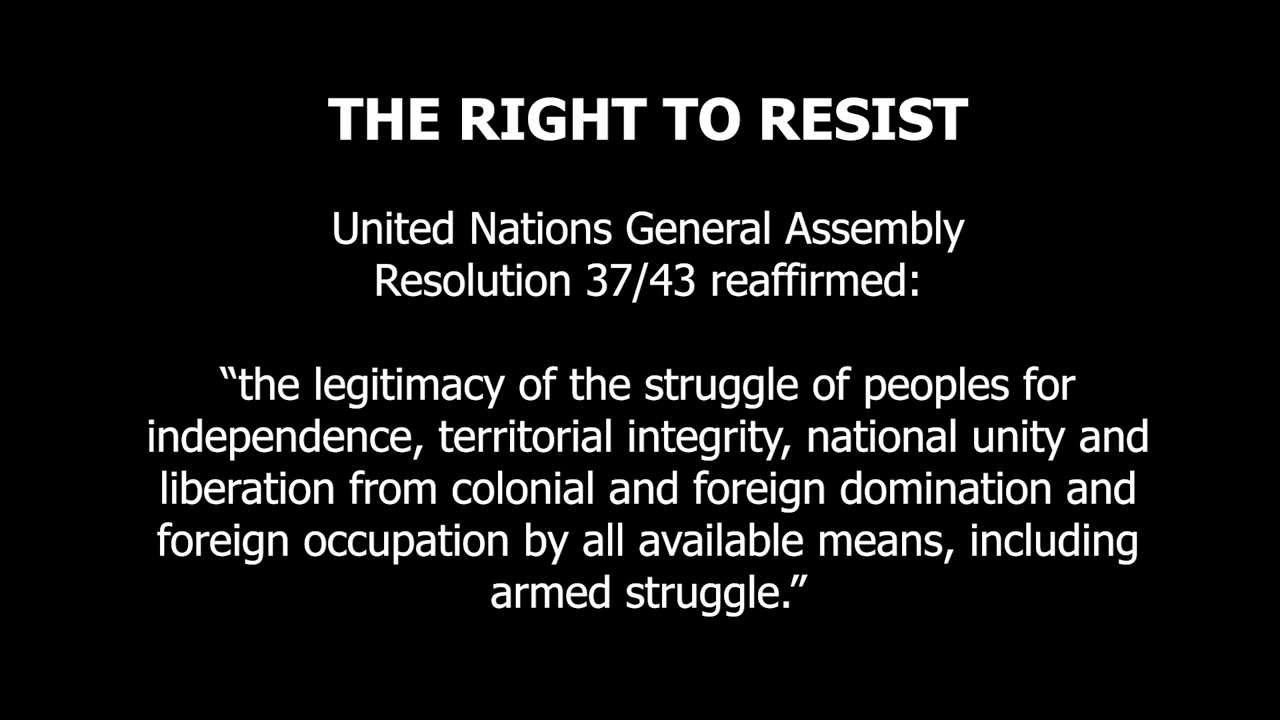 THE RIGHT TO RESIST
United Nations General Assembly
Resolution 37/43 reaffirmed:
“the legitimacy of the struggle of peoples for
independence, territorial integrity, national unity and
liberation from colonial and foreign domination and
foreign occupation by all available means, including
armed struggle.”